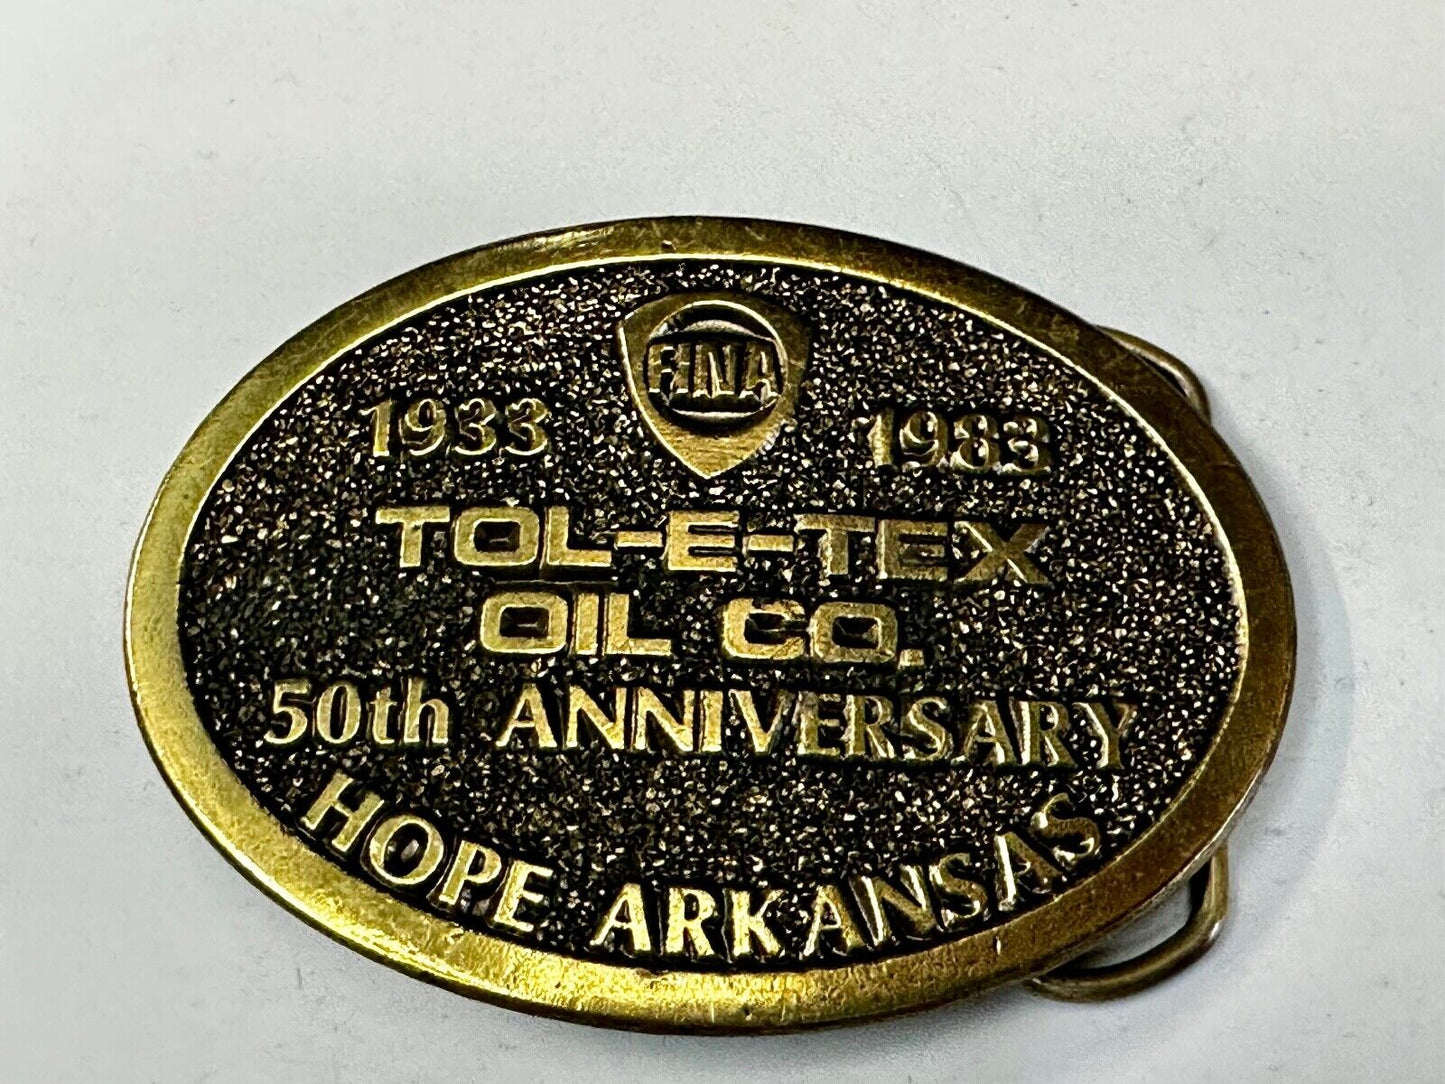 FINA
1933 1983
TOL-E-TEX
OIL CO.
50th ANNIVERSARY
HOPE ARKANSAS